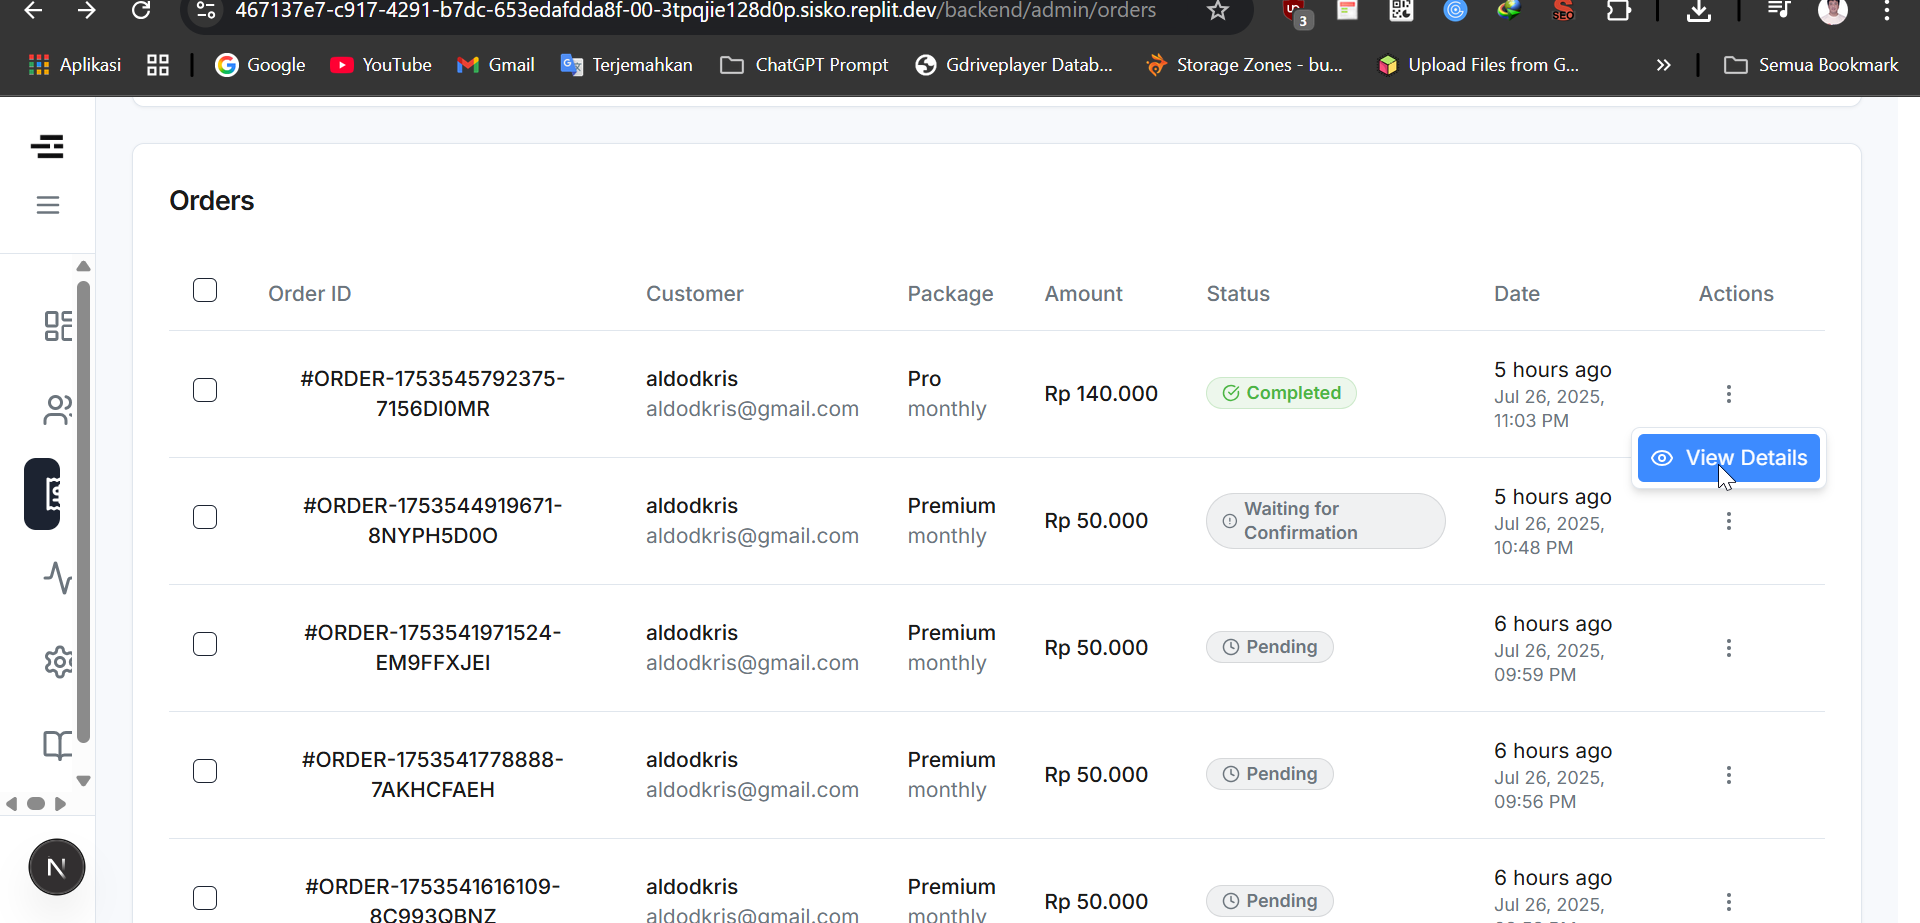 467137e7-c917-4291-b7dc-653edafdda8f-00-3tpqjie128d0p.sisko.replit.dev/backend/admin/orders
3
SEO
Aplikasi
Google
YouTube
Gmail
Terjemahkan
ChatGPT Prompt
Gdriveplayer Datab...
Storage Zones - bu...
Upload Files from G...
Semua Bookmark
Orders
Order ID Customer Package Amount Status Date Actions
#ORDER-1753545792375-
7156DI0MR
aldodkris
aldodkris@gmail.com
Pro
monthly
Rp 140.000
Completed
5 hours ago
Jul 26, 2025,
11:03 PM
View Details
#ORDER-1753544919671-
8NYPH5D0O
aldodkris
aldodkris@gmail.com
Premium
monthly
Rp 50.000
Waiting for
Confirmation
5 hours ago
Jul 26, 2025,
10:48 PM
#ORDER-1753541971524-
EM9FFXJEI
aldodkris
aldodkris@gmail.com
Premium
monthly
Rp 50.000
Pending
6 hours ago
Jul 26, 2025,
09:59 PM
#ORDER-1753541778888-
7AKHCFAEH
aldodkris
aldodkris@gmail.com
Premium
monthly
Rp 50.000
Pending
6 hours ago
Jul 26, 2025,
09:56 PM
N
#ORDER-1753541616109-
8C993QBNZ
aldodkris
aldodkris@gmail.com
Premium
monthly
Rp 50.000
Pending
6 hours ago
Jul 26, 2025,